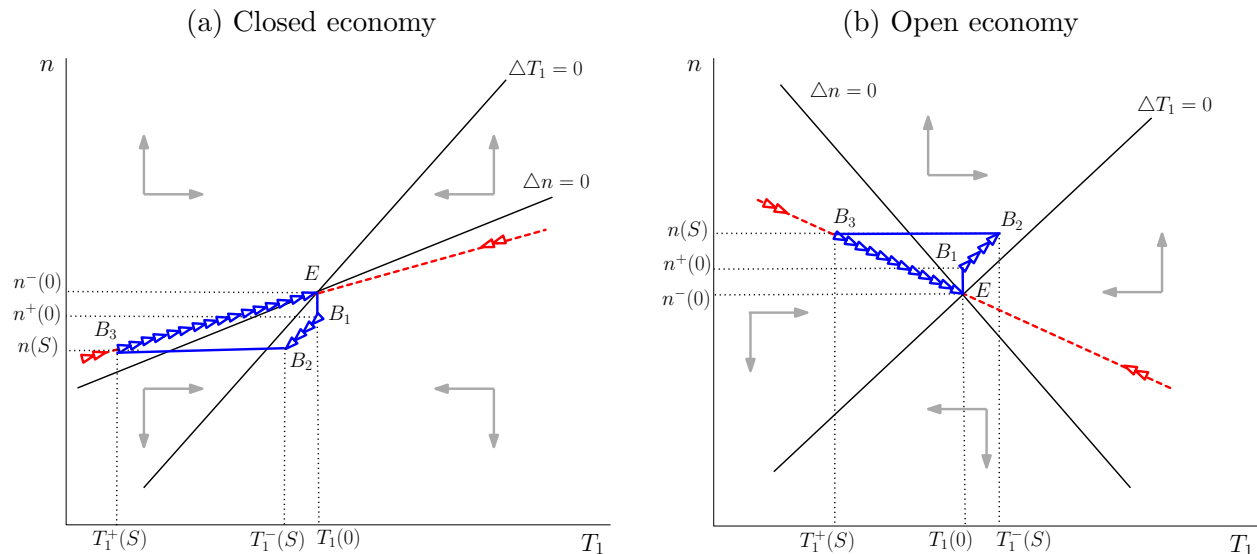 (a) Closed economy
n
△T₁ = 0
△n = 0
n⁻(0)
E
n⁺(0)
B₁
B₃
n(S)
B₂
T₁⁺(S)
T₁⁻(S)
T₁(0)
T₁
(b) Open economy
n
△n = 0
△T₁ = 0
B₃
B₂
n(S)
B₁
n⁺(0)
n⁻(0)
E
T₁⁺(S)
T₁(0)
T₁⁻(S)
T₁